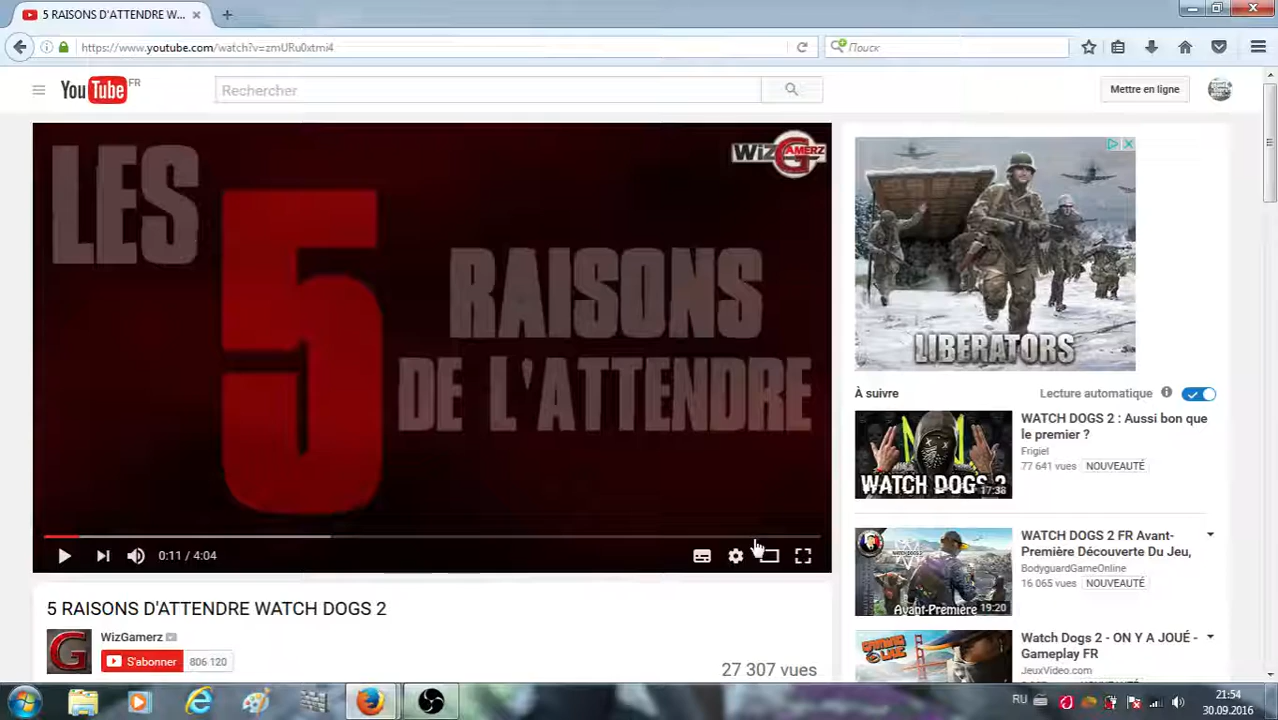 5 RAISONS D'ATTENDRE W...
https://www.youtube.com/watch?v=zmURu0xtmi4
Поиск
YouTube FR
Rechercher
Mettre en ligne
LES
5
RAISONS
DE L'ATTENDRE
WIZ GAMERZ
0:11 / 4:04
5 RAISONS D'ATTENDRE WATCH DOGS 2
WizGamerz
S'abonner 806 120
27 307 vues
LIBERATORS
À suivre
Lecture automatique
WATCH DOGS 2
17:38
WATCH DOGS 2 : Aussi bon que
le premier ?
Frigiel
77 641 vues NOUVEAUTÉ
Avant-Première
19:20
WATCH DOGS 2 FR Avant-
Première Découverte Du Jeu,
BodyguardGameOnline
16 065 vues NOUVEAUTÉ
GAMING LIVE
Watch Dogs 2 - ON Y A JOUÉ -
Gameplay FR
JeuxVideo.com
RU
21:54
30.09.2016